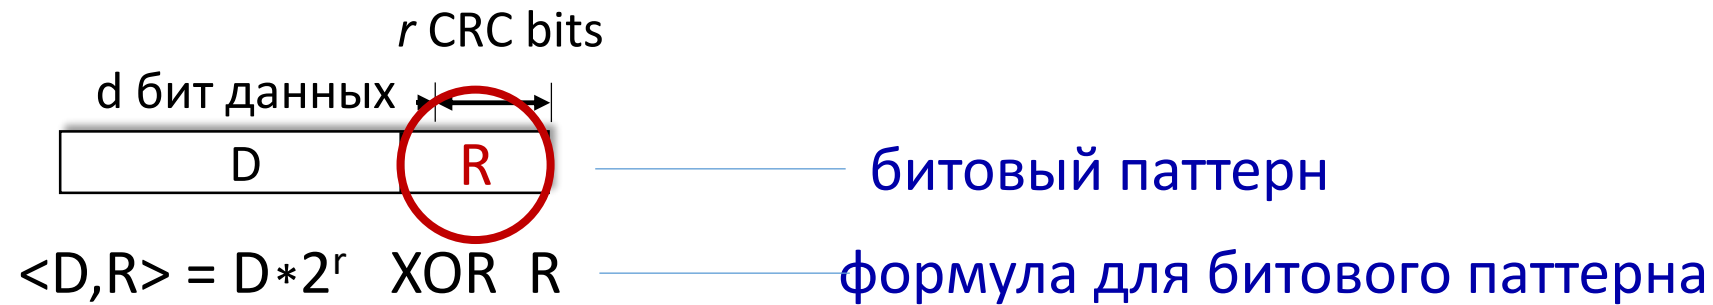 r CRC bits
d бит данных
D R
битовый паттерн
<D,R> = D*2ʳ XOR R
формула для битового паттерна